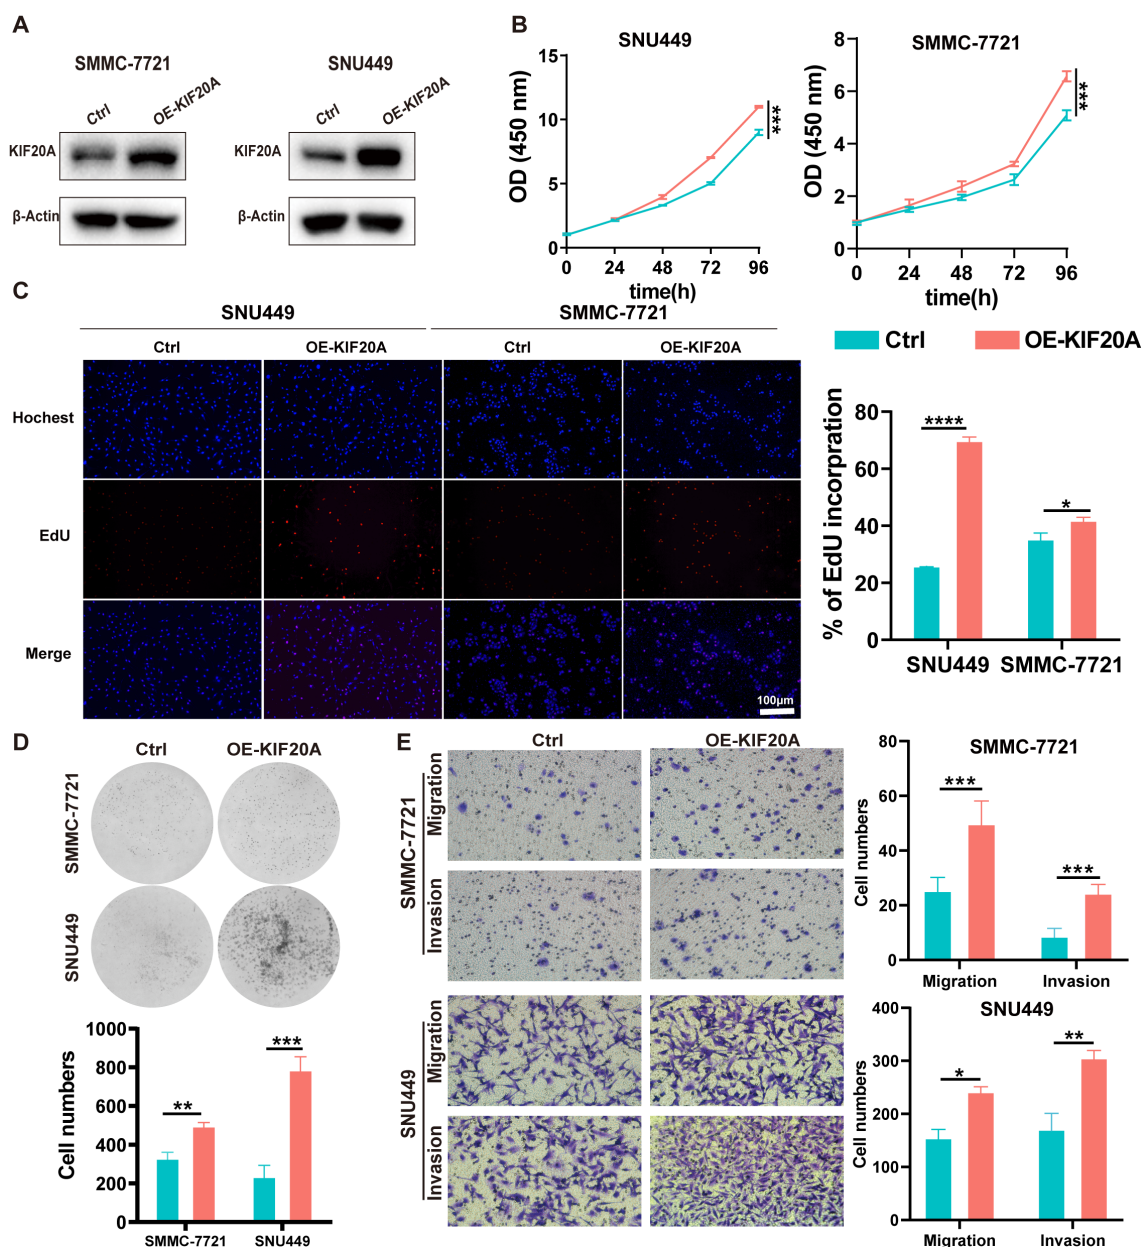 A
SMMC-7721
SNU449
Ctrl
OE-KIF20A
Ctrl
OE-KIF20A
KIF20A
KIF20A
β-Actin
β-Actin
B
SNU449
OD (450 nm)
15
10
5
0
0 24 48 72 96
time(h)
***
SMMC-7721
OD (450 nm)
8
6
4
2
0
0 24 48 72 96
time(h)
***
Ctrl
OE-KIF20A
C
SNU449
SMMC-7721
Ctrl
OE-KIF20A
Ctrl
OE-KIF20A
Hochest
EdU
Merge
100μm
% of EdU incorpration
80
60
40
20
0
****
*
SNU449
SMMC-7721
D
Ctrl
OE-KIF20A
SMMC-7721
SNU449
Cell numbers
1000
800
600
400
200
0
**
***
SMMC-7721
SNU449
E
Ctrl
OE-KIF20A
SMMC-7721
Migration
Invasion
SNU449
Migration
Invasion
SMMC-7721
Cell numbers
80
60
40
20
0
***
***
Migration
Invasion
SNU449
Cell numbers
400
300
200
100
0
*
**
Migration
Invasion